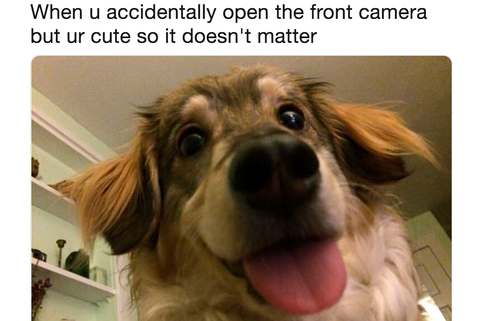 When u accidentally open the front camera
but ur cute so it doesn't matter